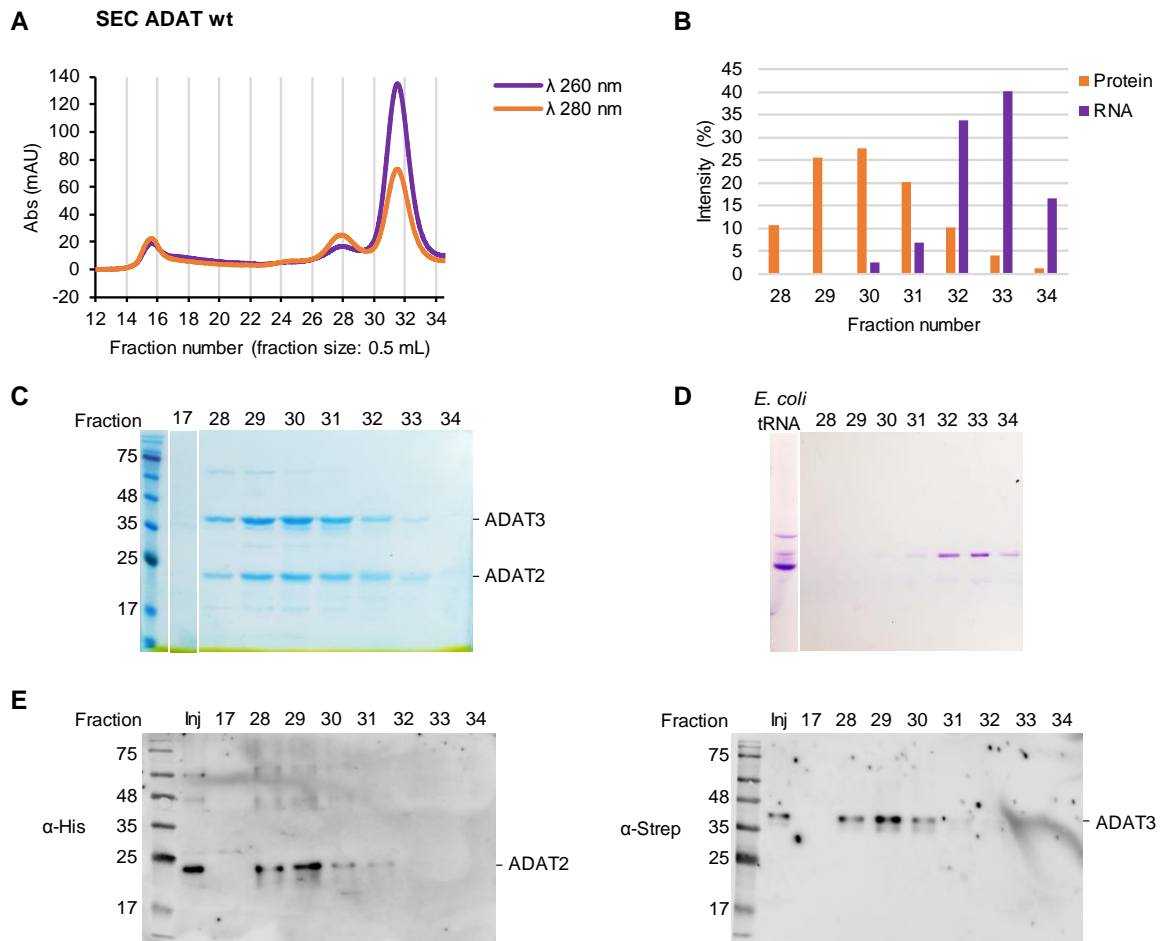 A
SEC ADAT wt
140
120
100
80
60
40
20
0
-20
Abs (mAU)
12 14 16 18 20 22 24 26 28 30 32 34
Fraction number (fraction size: 0.5 mL)
λ 260 nm
λ 280 nm
B
45
40
35
30
25
20
15
10
5
0
Intensity (%)
28 29 30 31 32 33 34
Fraction number
Protein
RNA
C
Fraction 17 28 29 30 31 32 33 34
75
48
35
25
17
ADAT3
ADAT2
D
E. coli
tRNA 28 29 30 31 32 33 34
E
Fraction Inj 17 28 29 30 31 32 33 34
75
48
35
25
17
α-His
ADAT2
Fraction Inj 17 28 29 30 31 32 33 34
75
48
35
25
17
α-Strep
ADAT3